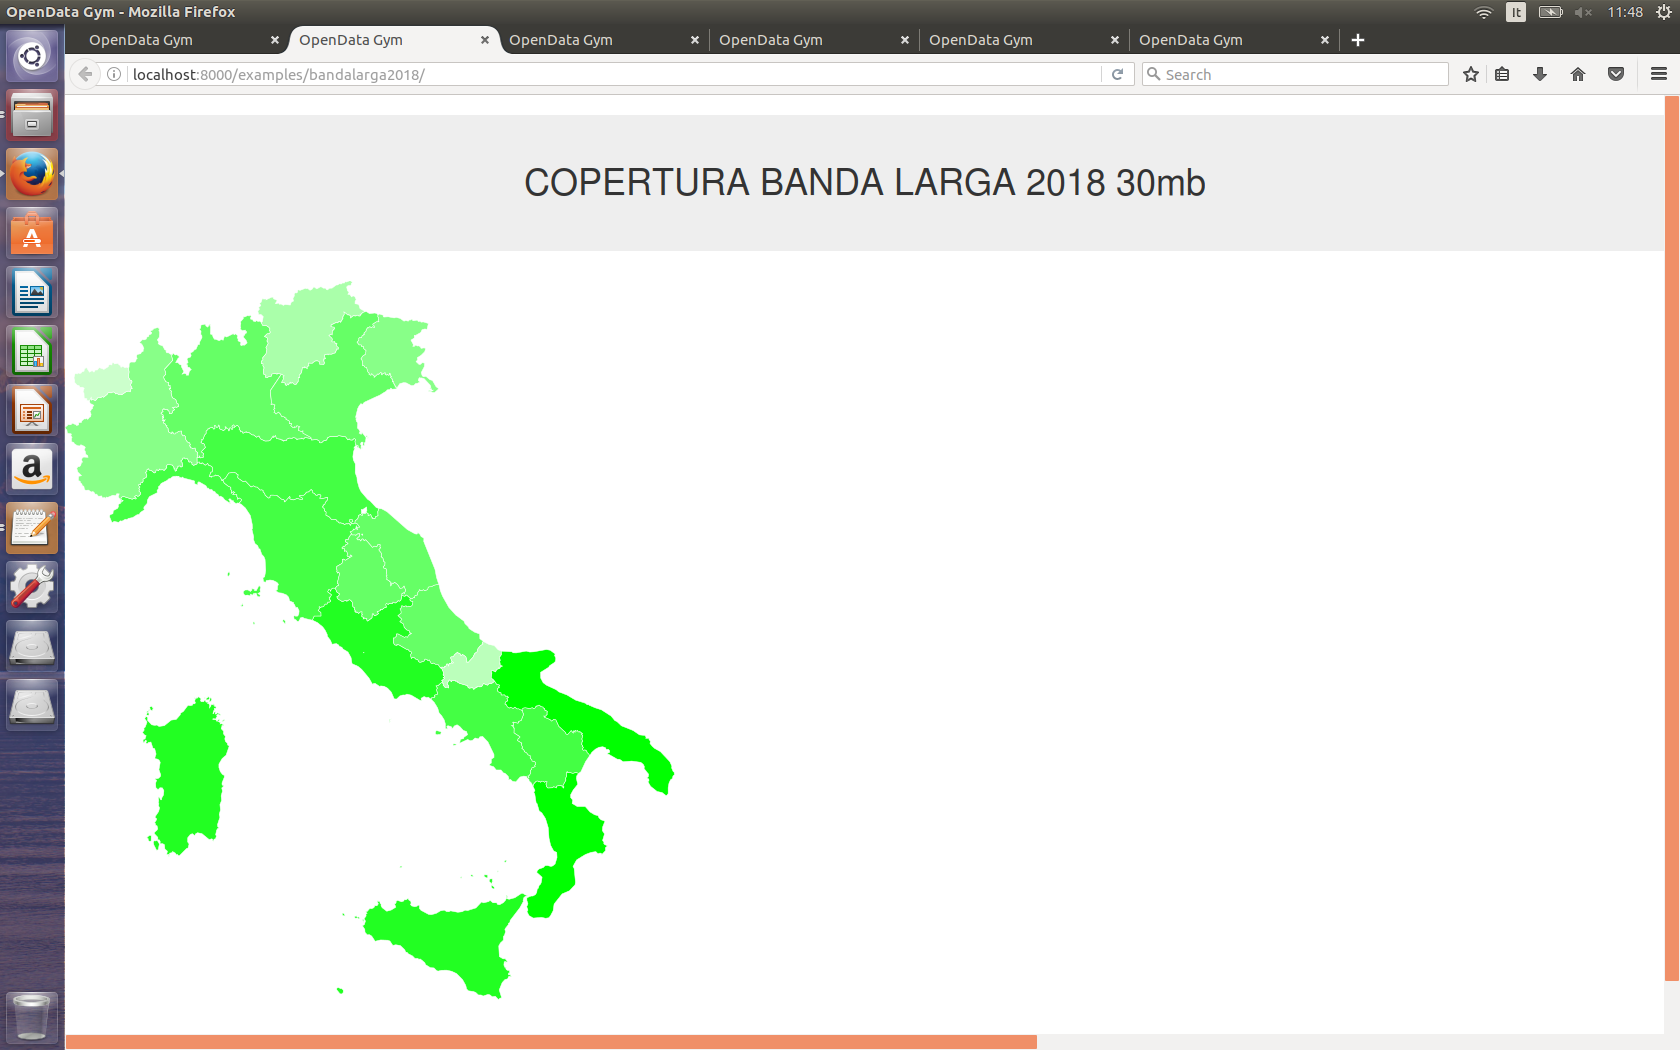 OpenData Gym - Mozilla Firefox
It
11:48
OpenData Gym
OpenData Gym
OpenData Gym
OpenData Gym
OpenData Gym
OpenData Gym
localhost:8000/examples/bandalarga2018/
Search
COPERTURA BANDA LARGA 2018 30mb